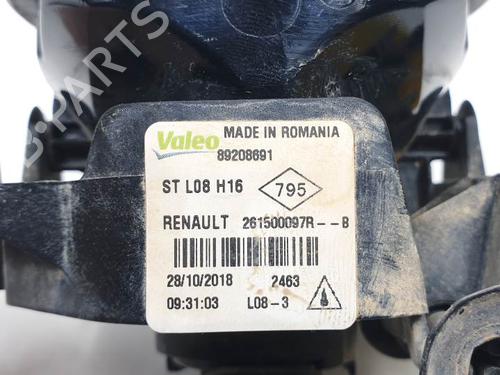 Valeo MADE IN ROMANIA
89208691
ST L08 H16 795
RENAULT 261500097R--B
28/10/2018 2463
09:31:03 L08-3